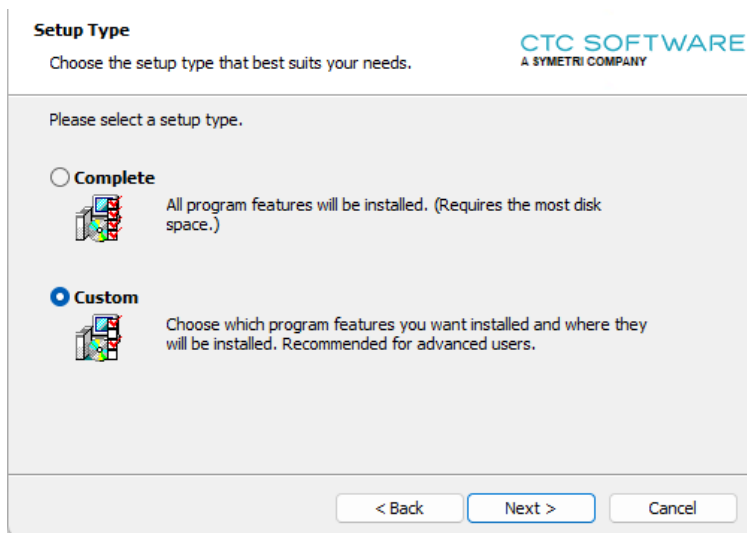 Setup Type
Choose the setup type that best suits your needs.
CTC SOFTWARE
A SYMETRI COMPANY
Please select a setup type.
Complete
All program features will be installed. (Requires the most disk
space.)
Custom
Choose which program features you want installed and where they
will be installed. Recommended for advanced users.
< Back
Next >
Cancel